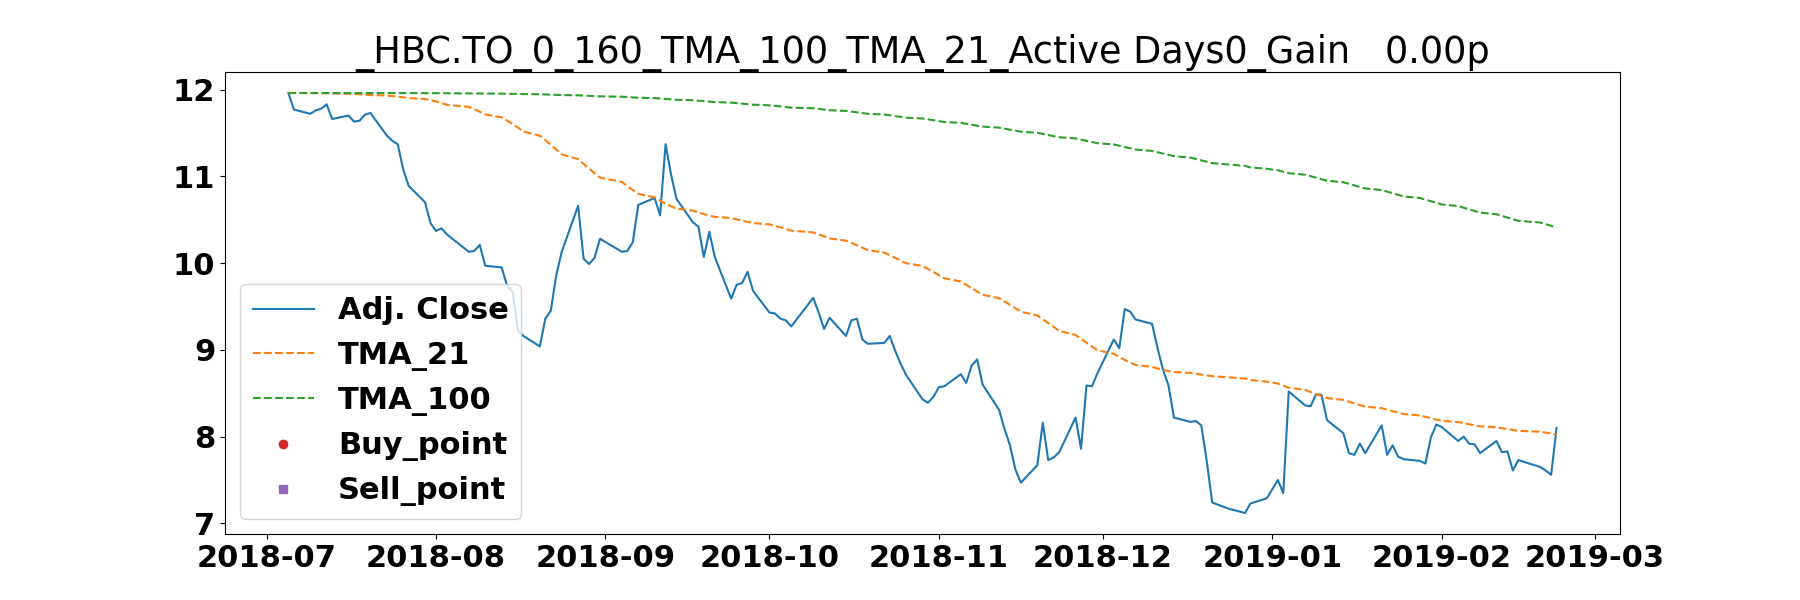 _HBC.TO_0_160_TMA_100_TMA_21_Active Days0_Gain   0.00p
12
11
10
9
8
7
Adj. Close
TMA_21
TMA_100
Buy_point
Sell_point
2018-07 2018-08 2018-09 2018-10 2018-11 2018-12 2019-01 2019-02 2019-03